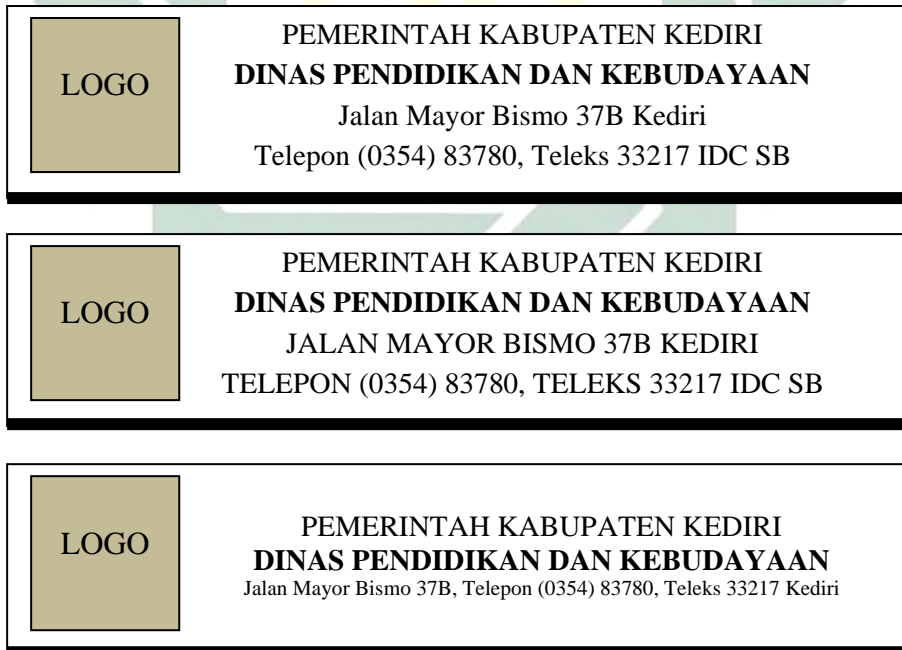 LOGO
PEMERINTAH KABUPATEN KEDIRI
DINAS PENDIDIKAN DAN KEBUDAYAAN
Jalan Mayor Bismo 37B Kediri
Telepon (0354) 83780, Teleks 33217 IDC SB
LOGO
PEMERINTAH KABUPATEN KEDIRI
DINAS PENDIDIKAN DAN KEBUDAYAAN
JALAN MAYOR BISMO 37B KEDIRI
TELEPON (0354) 83780, TELEKS 33217 IDC SB
LOGO
PEMERINTAH KABUPATEN KEDIRI
DINAS PENDIDIKAN DAN KEBUDAYAAN
Jalan Mayor Bismo 37B, Telepon (0354) 83780, Teleks 33217 Kediri